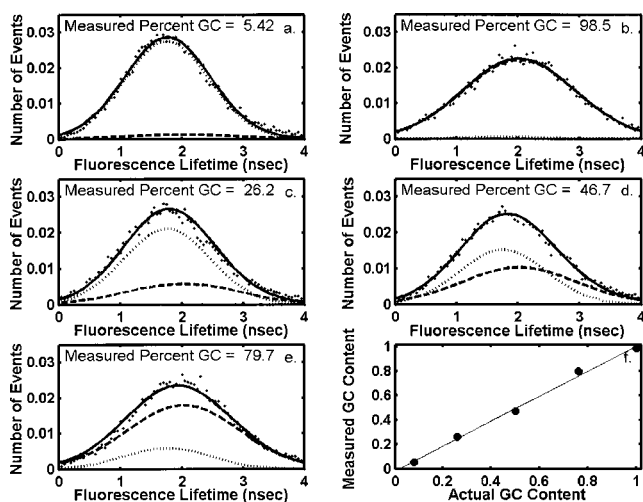 Measured Percent GC = 5.42 a.
Number of Events
0.03
0.02
0.01
0
0 1 2 3 4
Fluorescence Lifetime (nsec)
Measured Percent GC = 98.5 b.
Number of Events
0.03
0.02
0.01
0
0 1 2 3 4
Fluorescence Lifetime (nsec)
Measured Percent GC = 26.2 c.
Number of Events
0.03
0.02
0.01
0
0 1 2 3 4
Fluorescence Lifetime (nsec)
Measured Percent GC = 46.7 d.
Number of Events
0.03
0.02
0.01
0
0 1 2 3 4
Fluorescence Lifetime (nsec)
Measured Percent GC = 79.7 e.
Number of Events
0.03
0.02
0.01
0
0 1 2 3 4
Fluorescence Lifetime (nsec)
f.
Measured GC Content
1
0.8
0.6
0.4
0.2
0
0 0.2 0.4 0.6 0.8 1
Actual GC Content